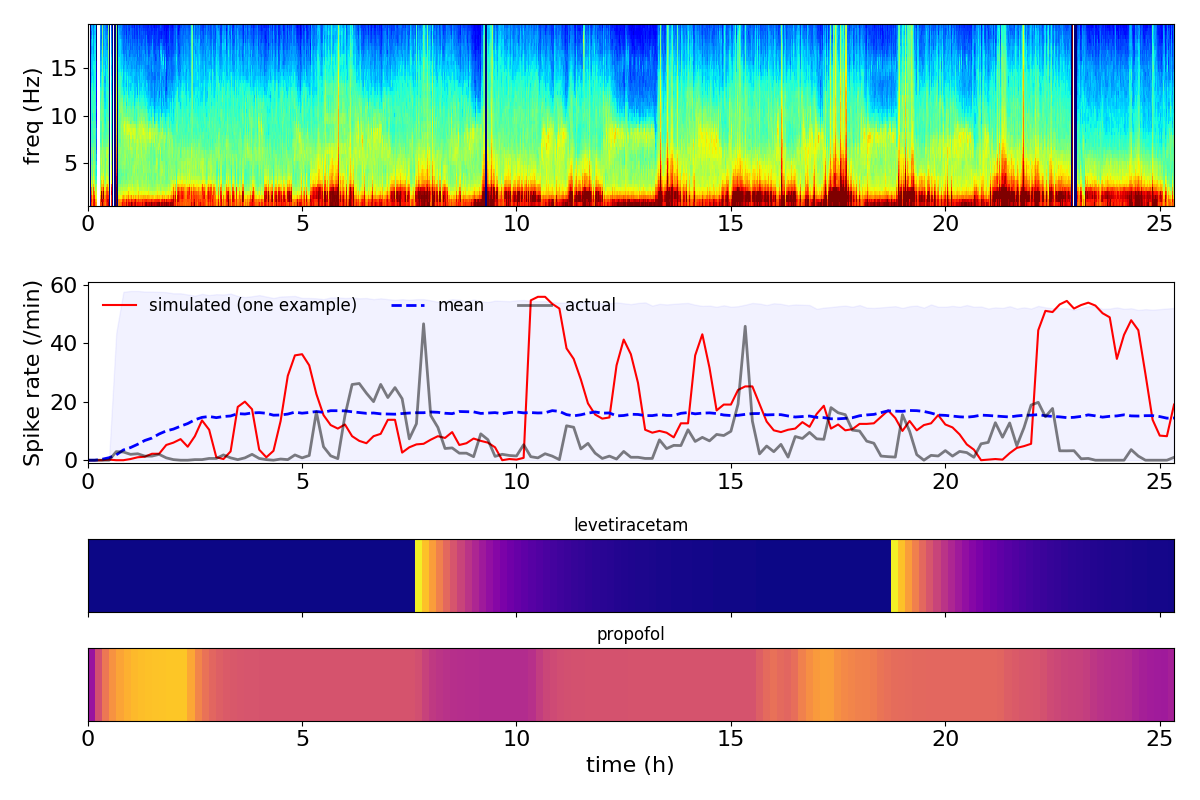 freq (Hz)
15
10
5
0 5 10 15 20 25
Spike rate (/min)
60
40
20
0
simulated (one example) mean actual
0 5 10 15 20 25
levetiracetam
propofol
0 5 10 15 20 25
time (h)